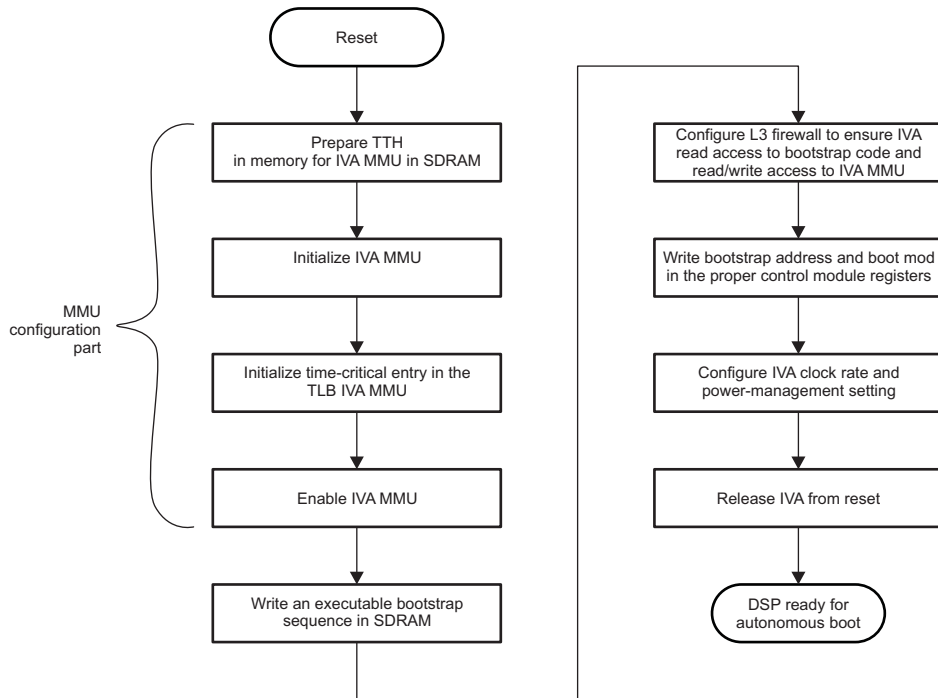 Reset
Prepare TTH
in memory for IVA MMU in SDRAM
Initialize IVA MMU
MMU
configuration
part
Initialize time-critical entry in the
TLB IVA MMU
Enable IVA MMU
Write an executable bootstrap
sequence in SDRAM
Configure L3 firewall to ensure IVA
read access to bootstrap code and
read/write access to IVA MMU
Write bootstrap address and boot mod
in the proper control module registers
Configure IVA clock rate and
power-management setting
Release IVA from reset
DSP ready for
autonomous boot